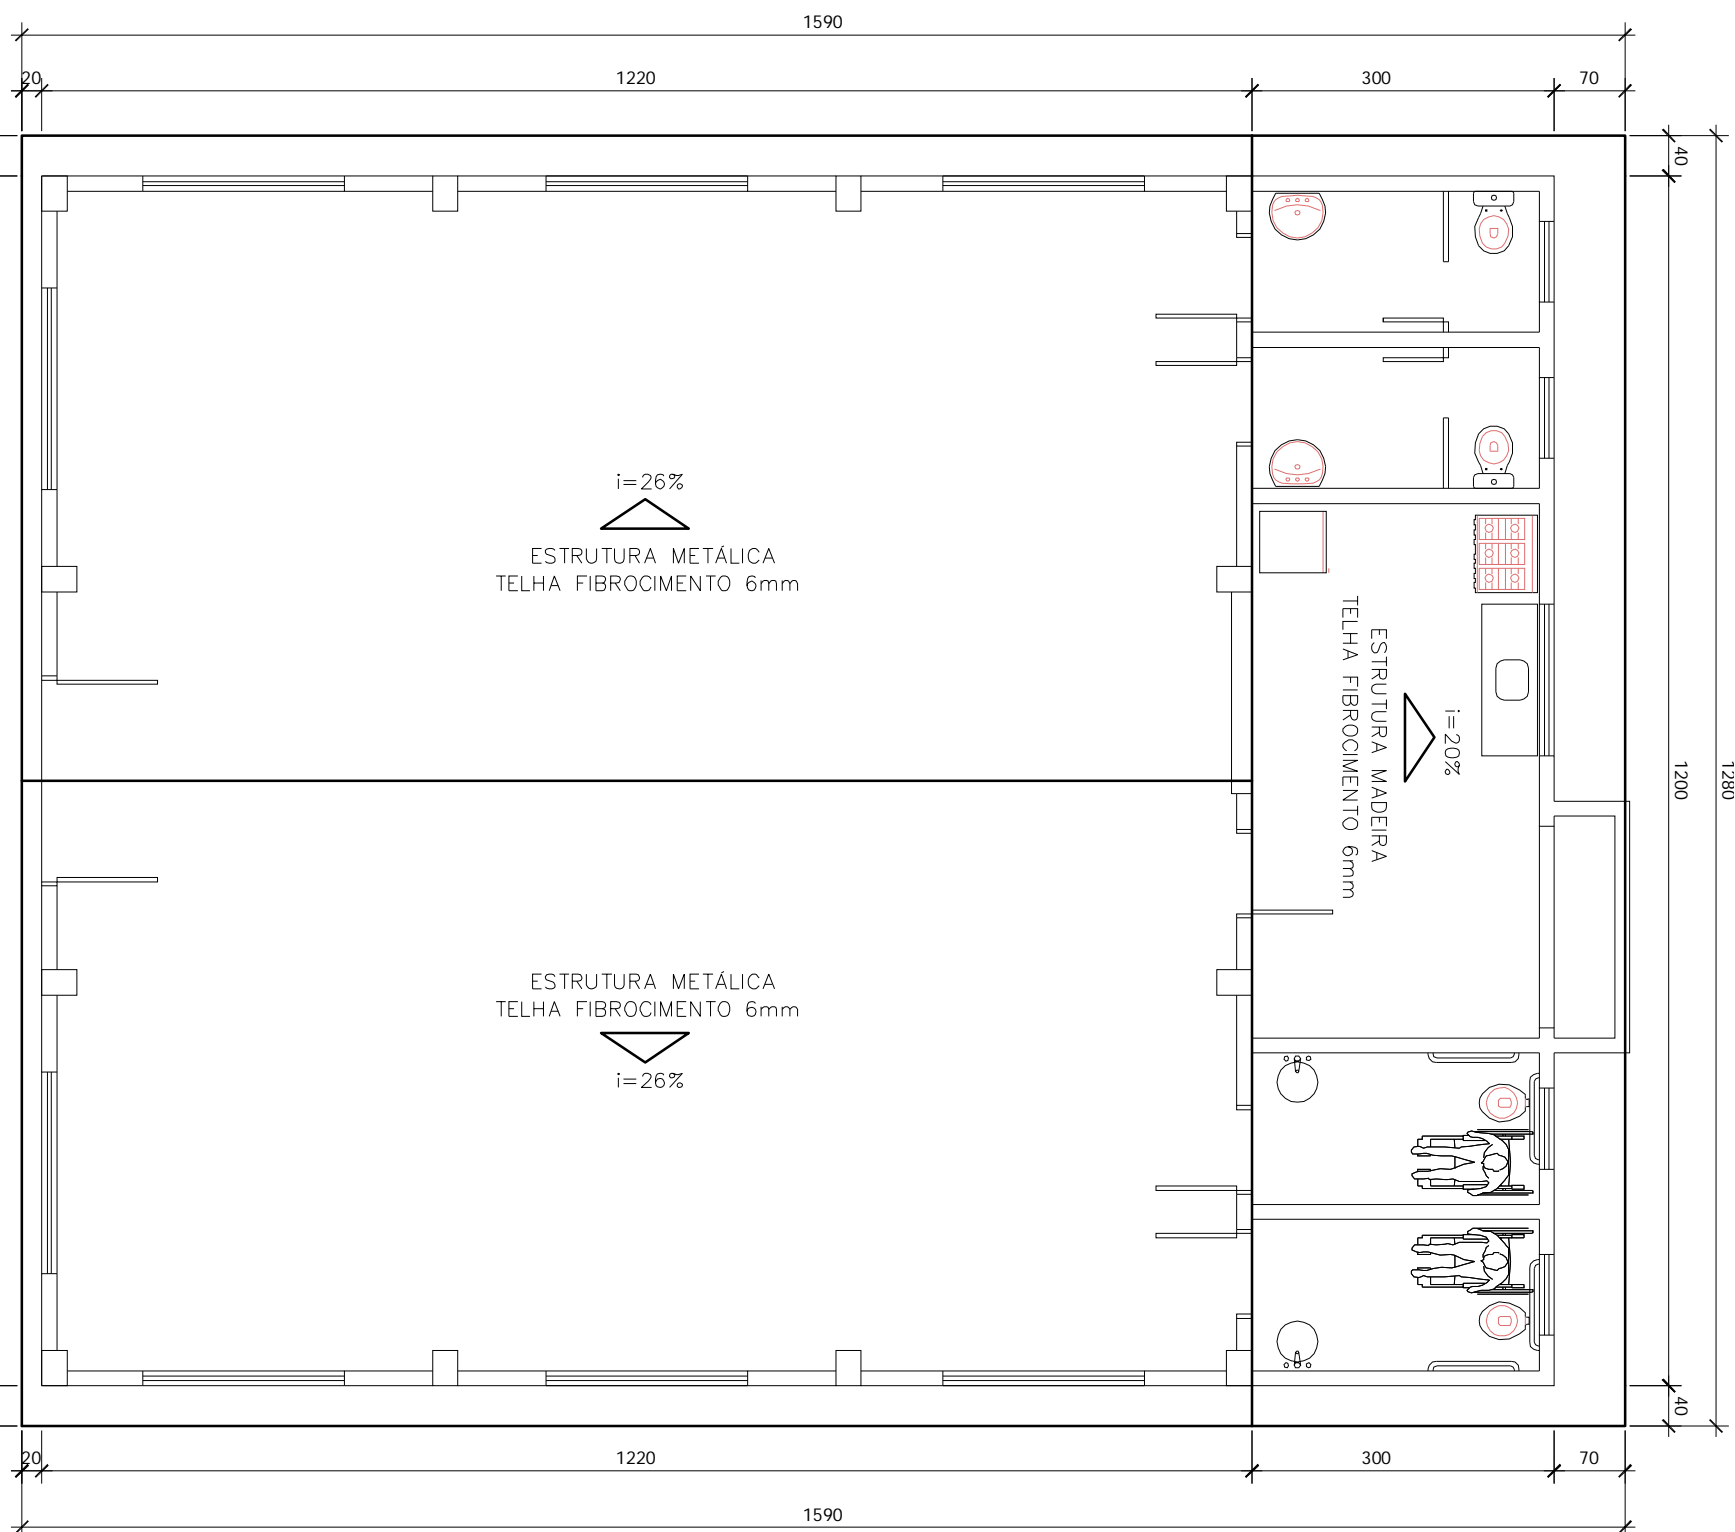 1590
20 1220 300 70
40
i=26%
ESTRUTURA METÁLICA
TELHA FIBROCIMENTO 6mm
ESTRUTURA MADEIRA
TELHA FIBROCIMENTO 6mm
i=20%
1200
1280
ESTRUTURA METÁLICA
TELHA FIBROCIMENTO 6mm
i=26%
40
20 1220 300 70
1590